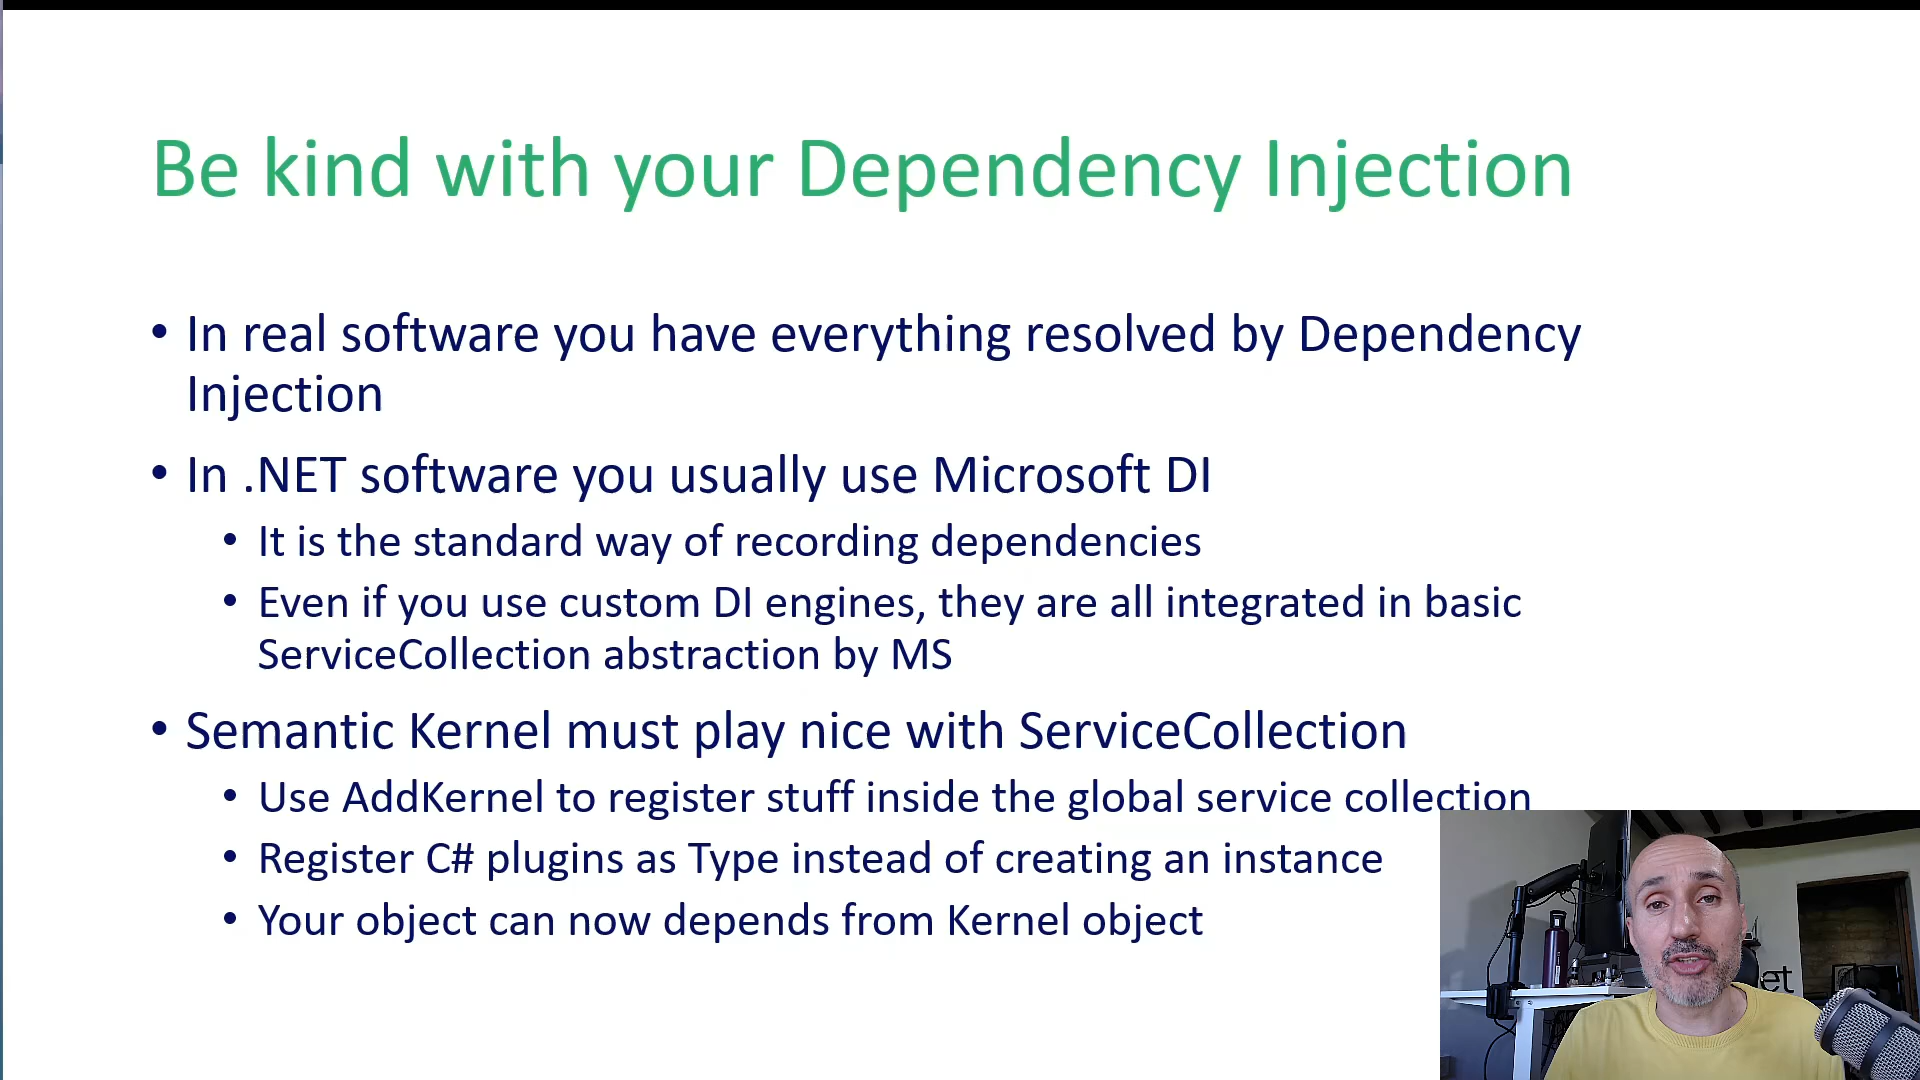 Be kind with your Dependency Injection
• In real software you have everything resolved by Dependency
Injection
• In .NET software you usually use Microsoft DI
• It is the standard way of recording dependencies
• Even if you use custom DI engines, they are all integrated in basic
ServiceCollection abstraction by MS
• Semantic Kernel must play nice with ServiceCollection
• Use AddKernel to register stuff inside the global service collection
• Register C# plugins as Type instead of creating an instance
• Your object can now depends from Kernel object
et